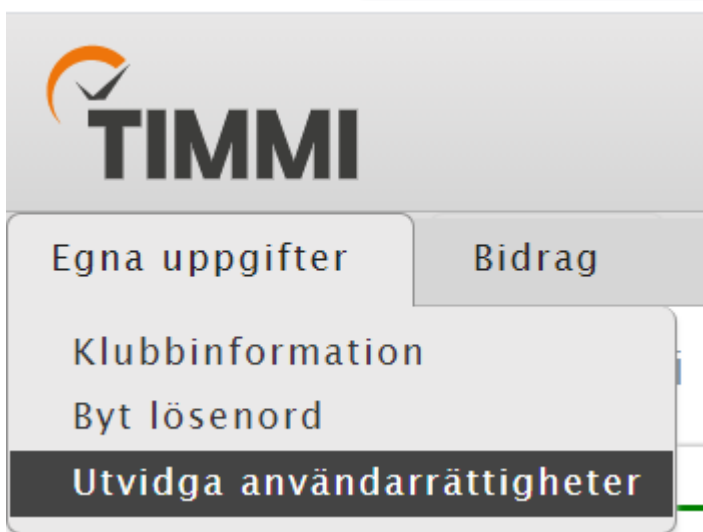 TIMMI
Egna uppgifter Bidrag
Klubbinformation
Byt lösenord
Utvidga användarrättigheter